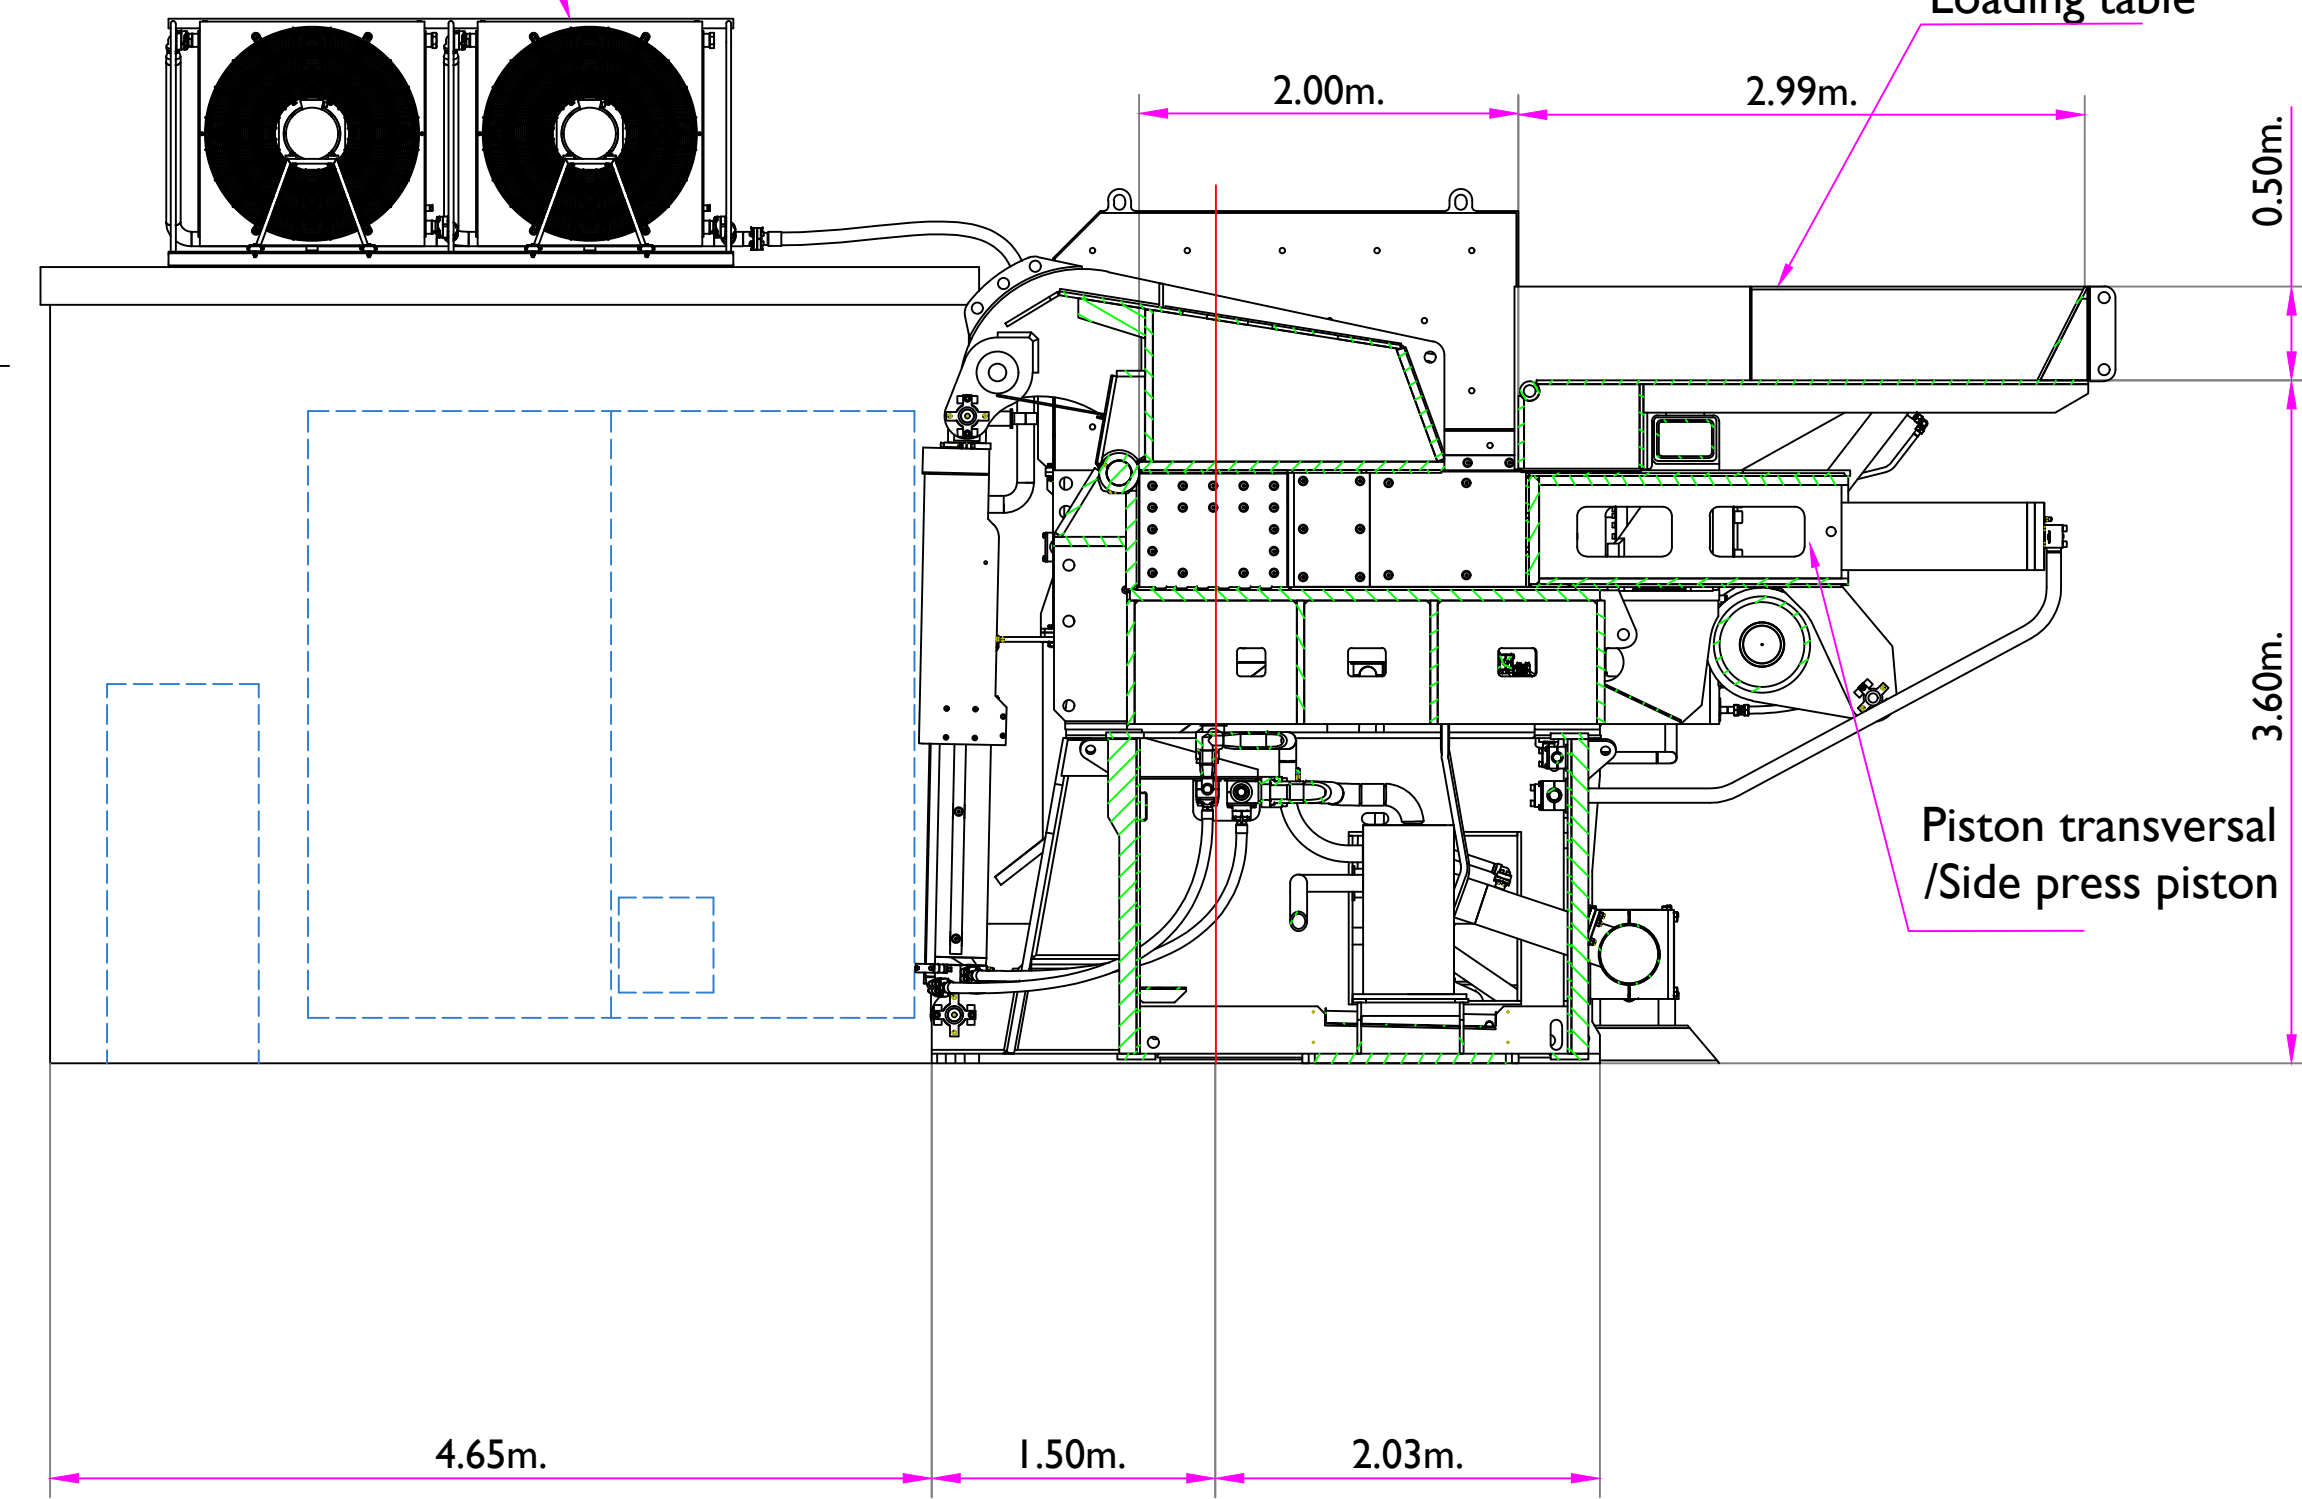 Loading table
2.00m.
2.99m.
0.50m.
3.60m.
Piston transversal
/Side press piston
4.65m.
1.50m.
2.03m.